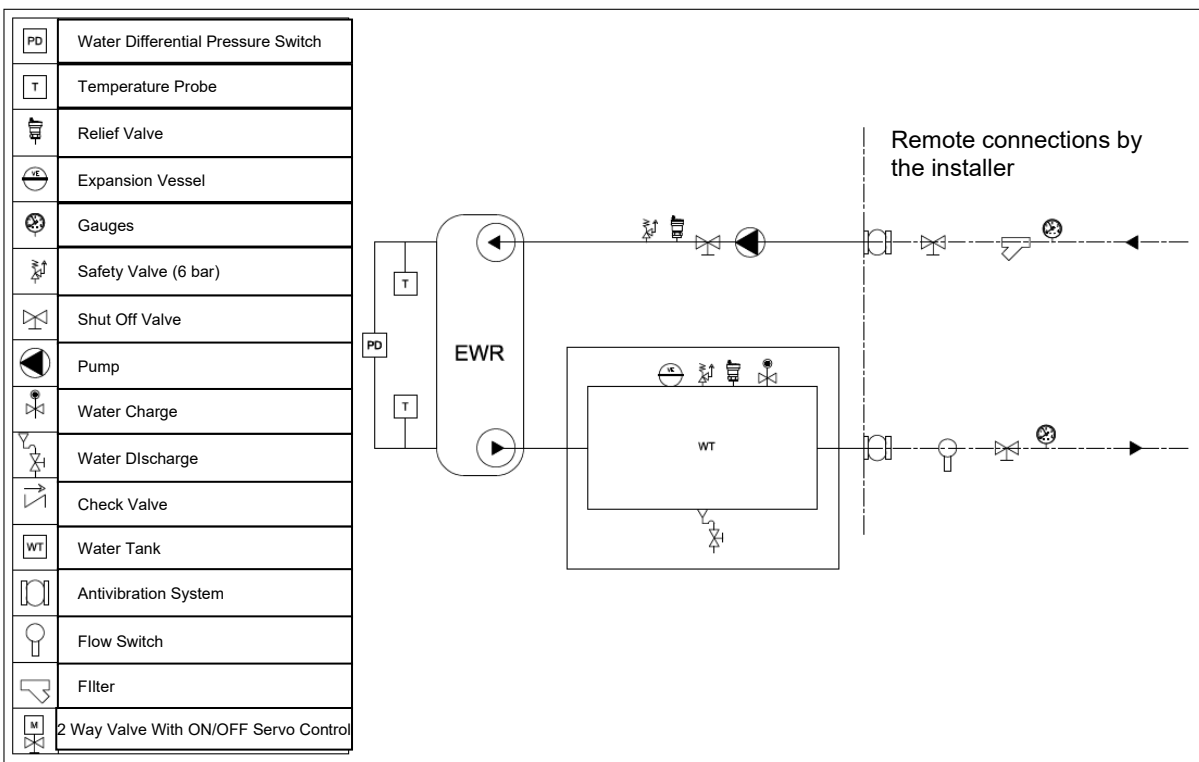 PD Water Differential Pressure Switch
T Temperature Probe
Relief Valve
VE Expansion Vessel
Gauges
Safety Valve (6 bar)
Shut Off Valve
Pump
Water Charge
Water DIscharge
Check Valve
WT Water Tank
Antivibration System
Flow Switch
FIlter
M 2 Way Valve With ON/OFF Servo Control
Remote connections by
the installer
T
PD
EWR
VE
T
WT